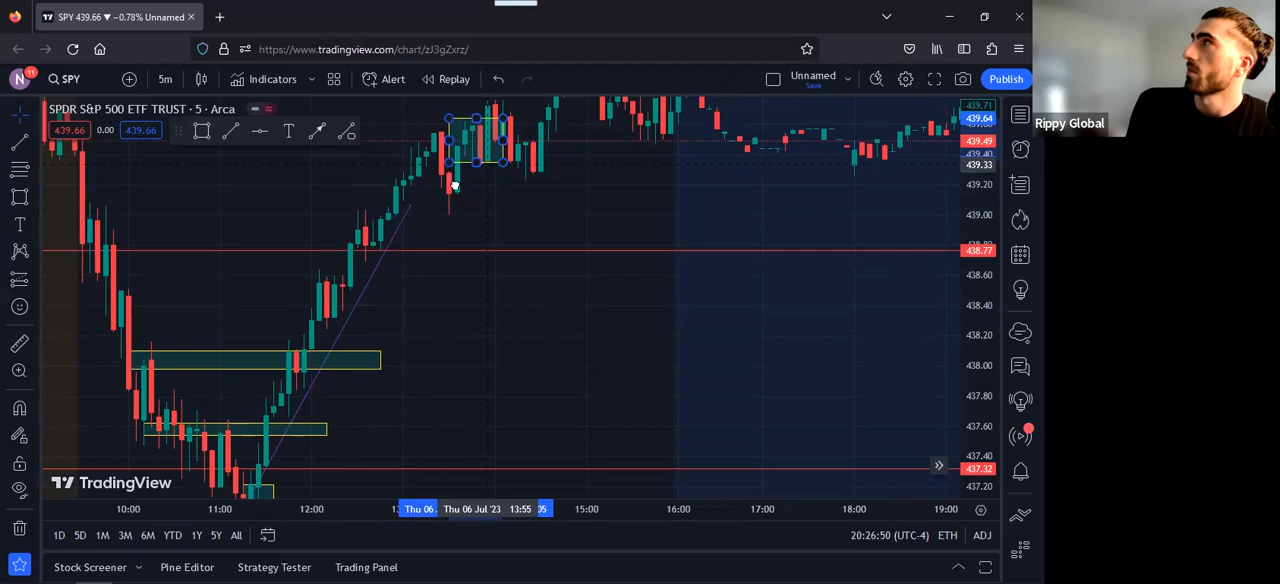 SPY 439.66 ▼ −0.78% Unnamed
https://www.tradingview.com/chart/zJ3gZxrz/
N 11 SPY 5m Indicators Alert Replay Unnamed Save Publish
SPDR S&P 500 ETF TRUST · 5 · Arca
439.66 0.00 439.66
Rippy Global
439.71
439.64
439.49
439.40
439.33
439.20
439.00
438.77
438.60
438.40
438.20
438.00
437.80
437.60
437.40
437.32
437.20
TradingView
10:00 11:00 12:00 Thu 06 Thu 06 Jul '23 13:55 05 15:00 16:00 17:00 18:00 19:00
1D 5D 1M 3M 6M YTD 1Y 5Y All 20:26:50 (UTC-4) ETH ADJ
Stock Screener Pine Editor Strategy Tester Trading Panel